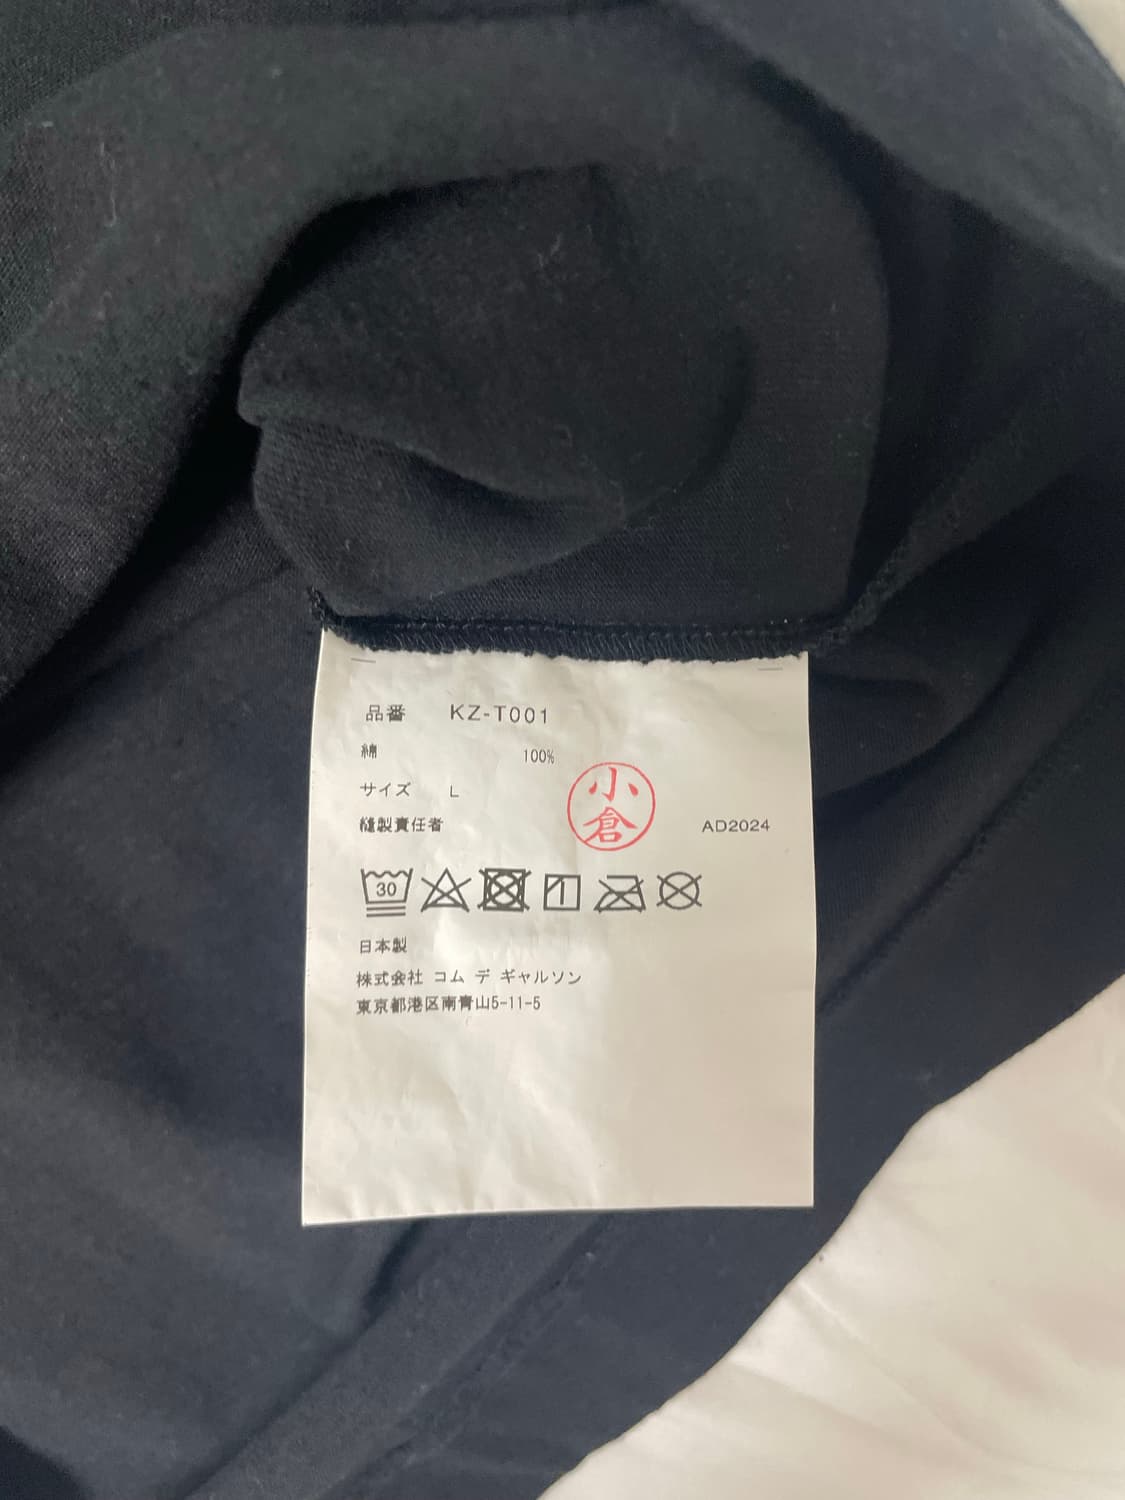 品番 KZ-T001
綿 100%
サイズ L
縫製責任者 小倉 AD2024
30
日本製
株式会社 コム デ ギャルソン
東京都港区南青山5-11-5